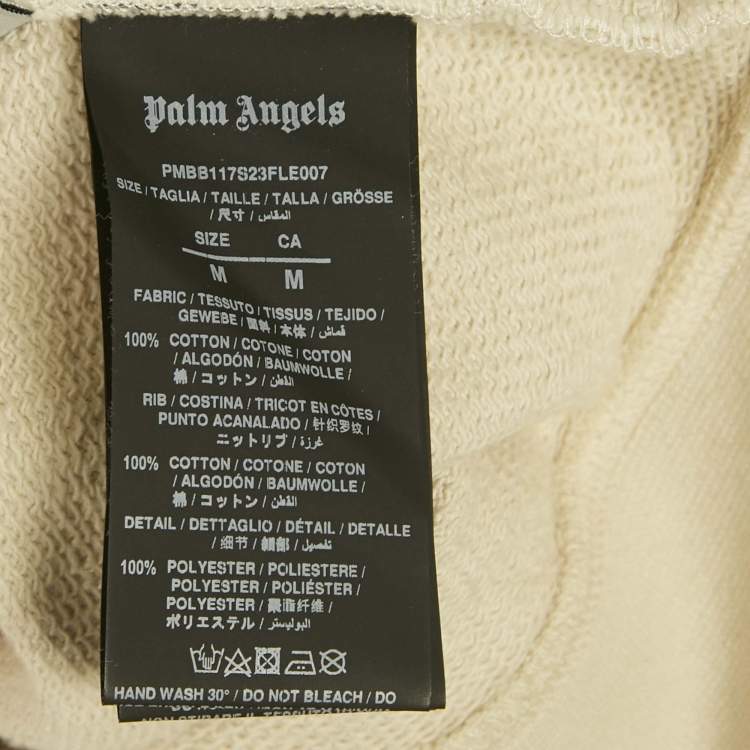 Palm Angels
PMBB117S23FLE007
SIZE / TAGLIA / TAILLE / TALLA / GRÖSSE
/ 尺寸 / المقاس
SIZE CA
M M
FABRIC / TESSUTO / TISSUS / TEJIDO /
GEWEBE / 面料 / 本体 / قماش
100% COTTON / COTONE / COTON
/ ALGODÓN / BAUMWOLLE /
棉 / コットン / القطن
RIB / COSTINA / TRICOT EN CÔTES /
PUNTO ACANALADO / 针织罗纹 /
ニットリブ / غرزة
100% COTTON / COTONE / COTON
/ ALGODÓN / BAUMWOLLE /
棉 / コットン / القطن
DETAIL / DETTAGLIO / DÉTAIL / DETALLE
/ 细节 / 細部 / تفصيل
100% POLYESTER / POLIESTERE /
POLYESTER / POLIÉSTER /
POLYESTER / 聚酯纤维 /
ポリエステル / البوليستر
HAND WASH 30° / DO NOT BLEACH / DO